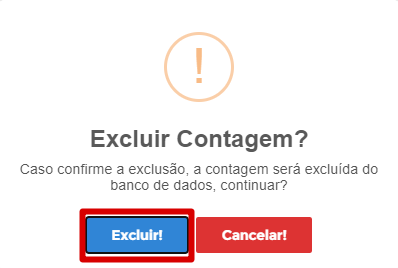 !
Excluir Contagem?
Caso confirme a exclusão, a contagem será excluída do
banco de dados, continuar?
Excluir! Cancelar!